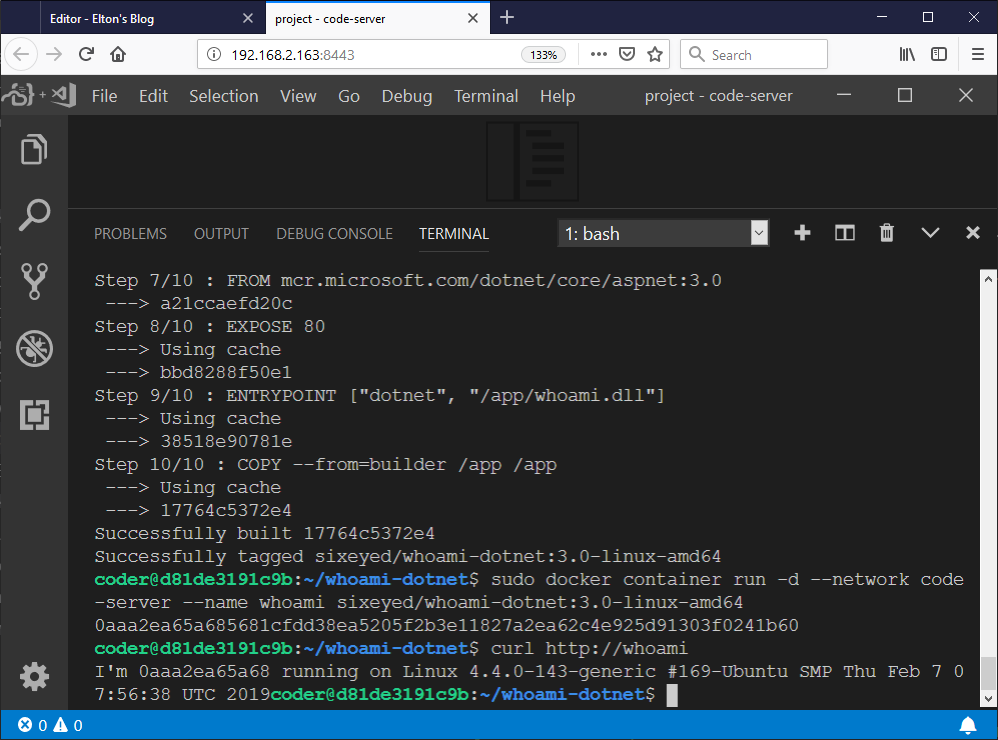 Editor - Elton's Blog
project - code-server
192.168.2.163:8443
133%
Search
File Edit Selection View Go Debug Terminal Help
project - code-server
PROBLEMS OUTPUT DEBUG CONSOLE TERMINAL
1: bash
Step 7/10 : FROM mcr.microsoft.com/dotnet/core/aspnet:3.0
---> a21ccaefd20c
Step 8/10 : EXPOSE 80
---> Using cache
---> bbd8288f50e1
Step 9/10 : ENTRYPOINT ["dotnet", "/app/whoami.dll"]
---> Using cache
---> 38518e90781e
Step 10/10 : COPY --from=builder /app /app
---> Using cache
---> 17764c5372e4
Successfully built 17764c5372e4
Successfully tagged sixeyed/whoami-dotnet:3.0-linux-amd64
coder@d81de3191c9b:~/whoami-dotnet$ sudo docker container run -d --network code
-server --name whoami sixeyed/whoami-dotnet:3.0-linux-amd64
0aaa2ea65a685681cfdd38ea5205f2b3e11827a2ea62c4e925d91303f0241b60
coder@d81de3191c9b:~/whoami-dotnet$ curl http://whoami
I'm 0aaa2ea65a68 running on Linux 4.4.0-143-generic #169-Ubuntu SMP Thu Feb 7 0
7:56:38 UTC 2019coder@d81de3191c9b:~/whoami-dotnet$
0 0